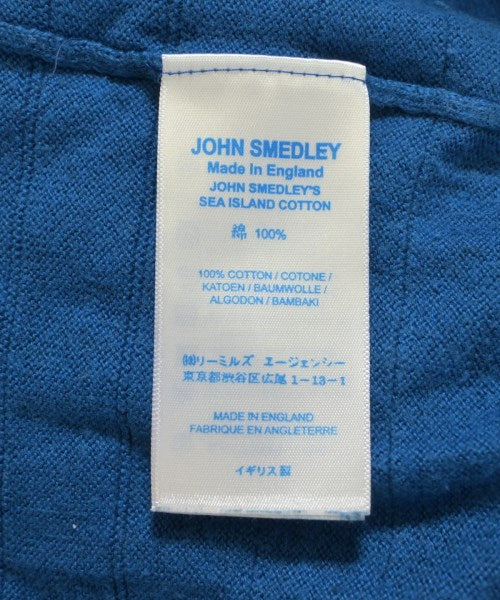 JOHN SMEDLEY
Made In England
JOHN SMEDLEY'S
SEA ISLAND COTTON
綿 100%
100% COTTON / COTONE /
KATOEN / BAUMWOLLE /
ALGODON / BAMBAKI
㈱リーミルズ エージェンシー
東京都渋谷区広尾1-13-1
MADE IN ENGLAND
FABRIQUE EN ANGLETERRE
イギリス製